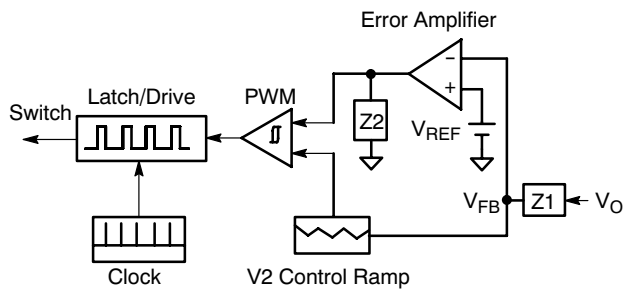 Error Amplifier
Latch/Drive
PWM
Switch
−
+
Z2
VREF
VFB
Z1
VO
Clock
V2 Control Ramp